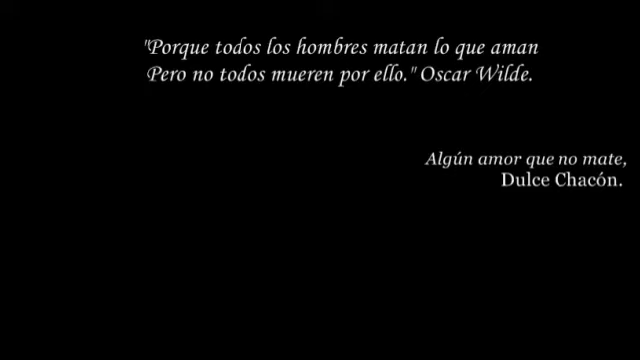 "Porque todos los hombres matan lo que aman
Pero no todos mueren por ello." Oscar Wilde.
Algún amor que no mate,
Dulce Chacón.